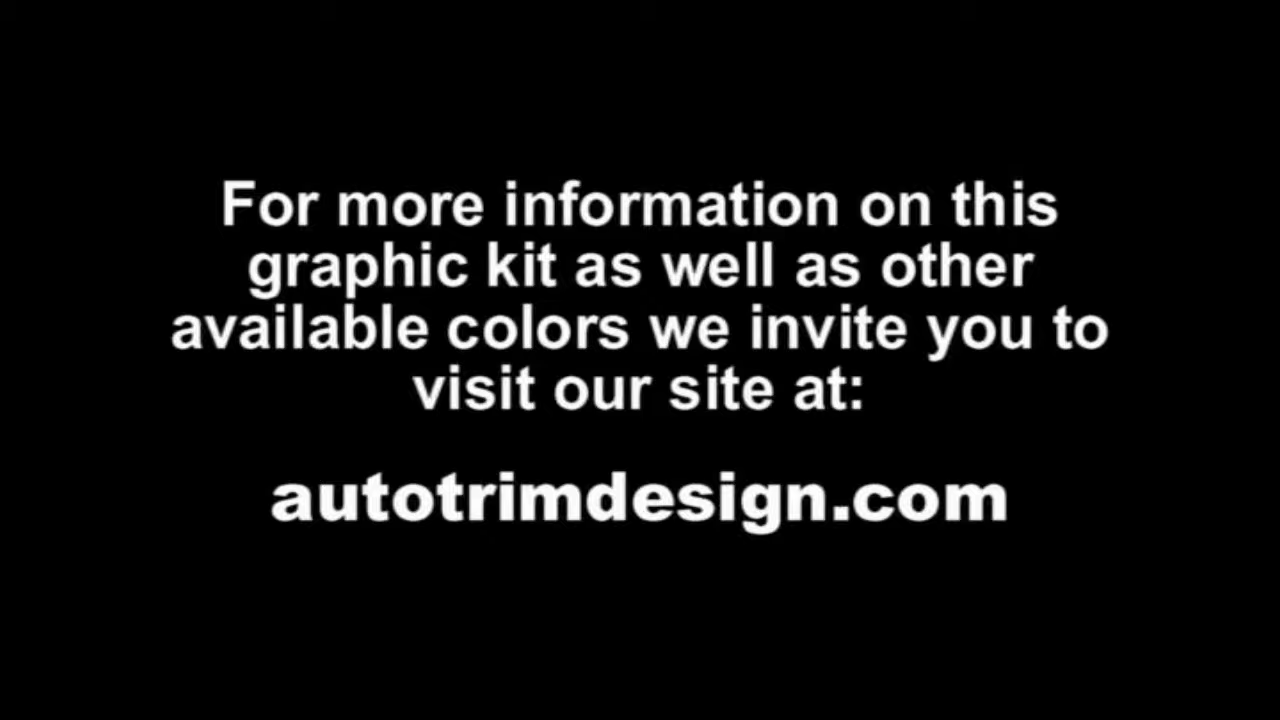 For more information on this
graphic kit as well as other
available colors we invite you to
visit our site at:
autotrimdesign.com